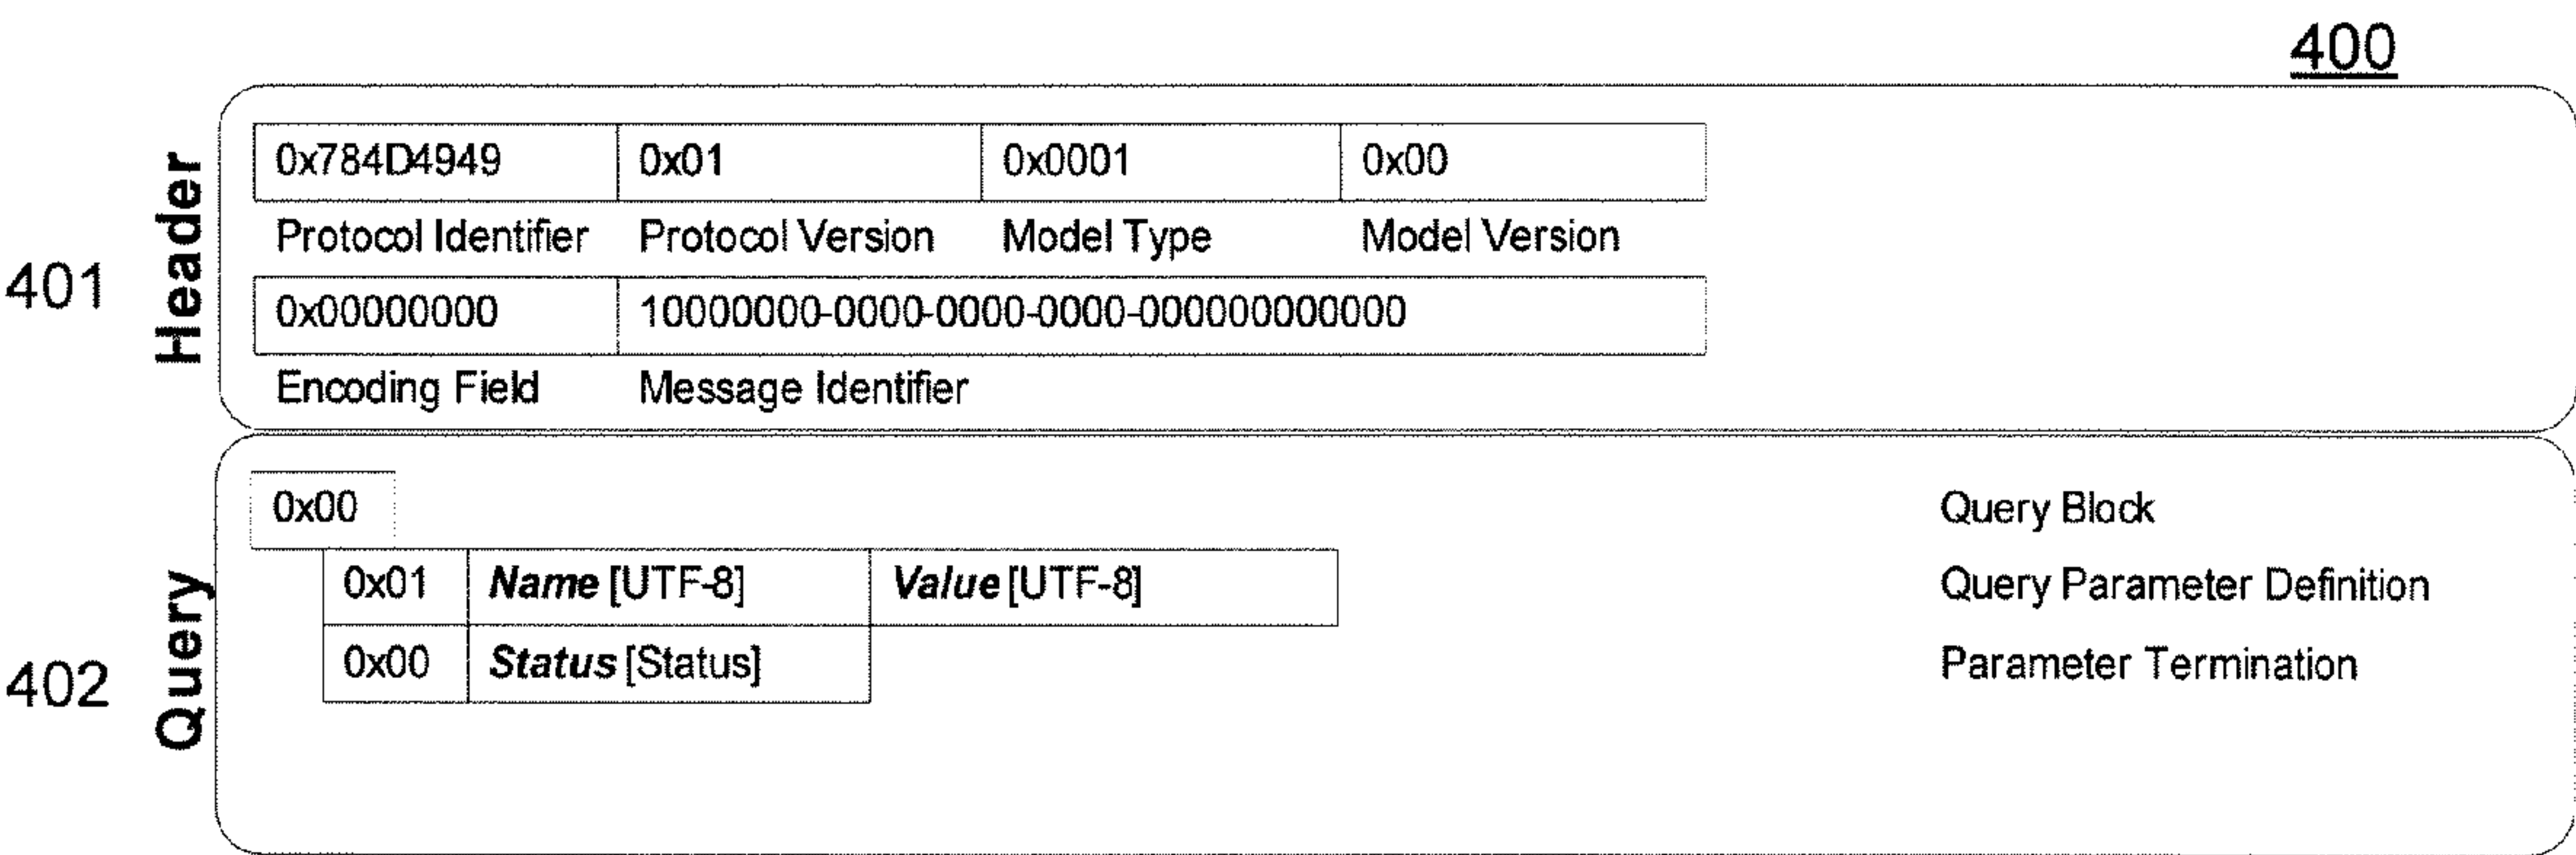 400
Header
401
0x784D4949 0x01 0x0001 0x00
Protocol Identifier Protocol Version Model Type Model Version
0x00000000 10000000-0000-0000-0000-000000000000
Encoding Field Message Identifier
Query
402
0x00 Query Block
0x01 Name [UTF-8] Value [UTF-8] Query Parameter Definition
0x00 Status [Status] Parameter Termination